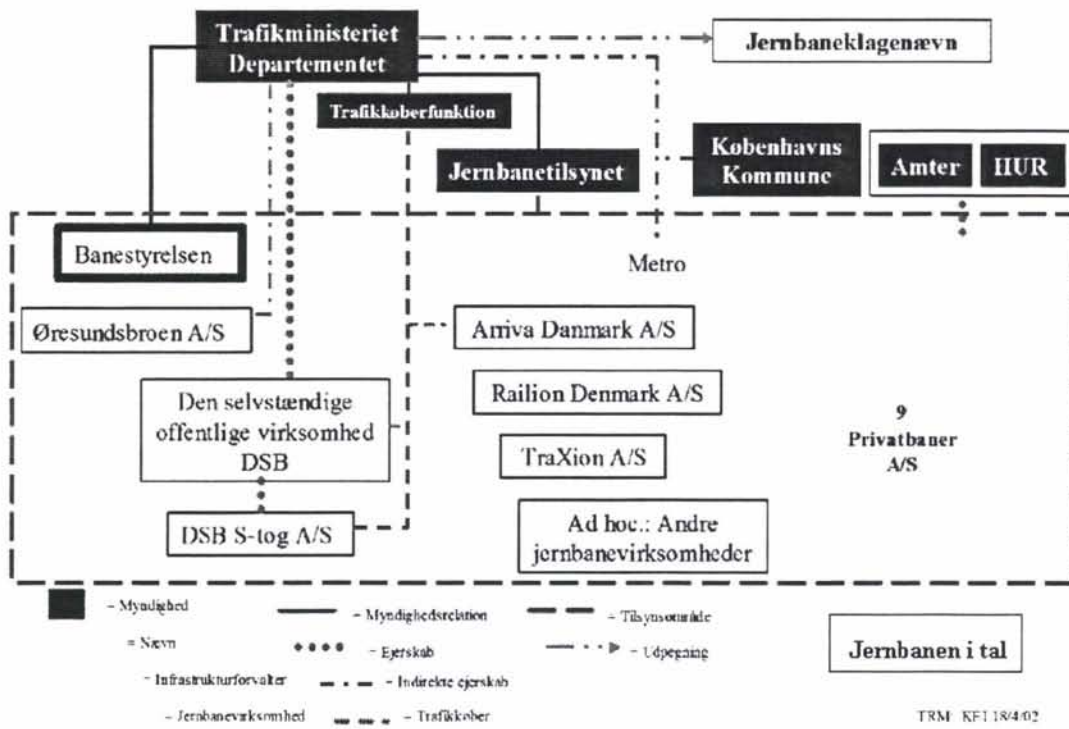 Trafikministeriet
Departementet
Jernbaneklagenævn
Trafikkøberfunktion
Jernbanetilsynet
Københavns
Kommune
Amter
HUR
Banestyrelsen
Metro
Øresundsbroen A/S
Arriva Danmark A/S
Den selvstændige
offentlige virksomhed
DSB
Railion Denmark A/S
9
Privatbaner
A/S
TraXion A/S
DSB S-tog A/S
Ad hoc.: Andre
jernbanevirksomheder
- Myndighed
- Myndighedsrelation
- Tilsynsområde
= Nævn
- Ejerskab
- Udpegning
- Infrastrukturforvalter
- Indirekte ejerskab
- Jernbanevirksomhed
- Trafikkøber
Jernbanen i tal
TRM: KFI 18/4/02